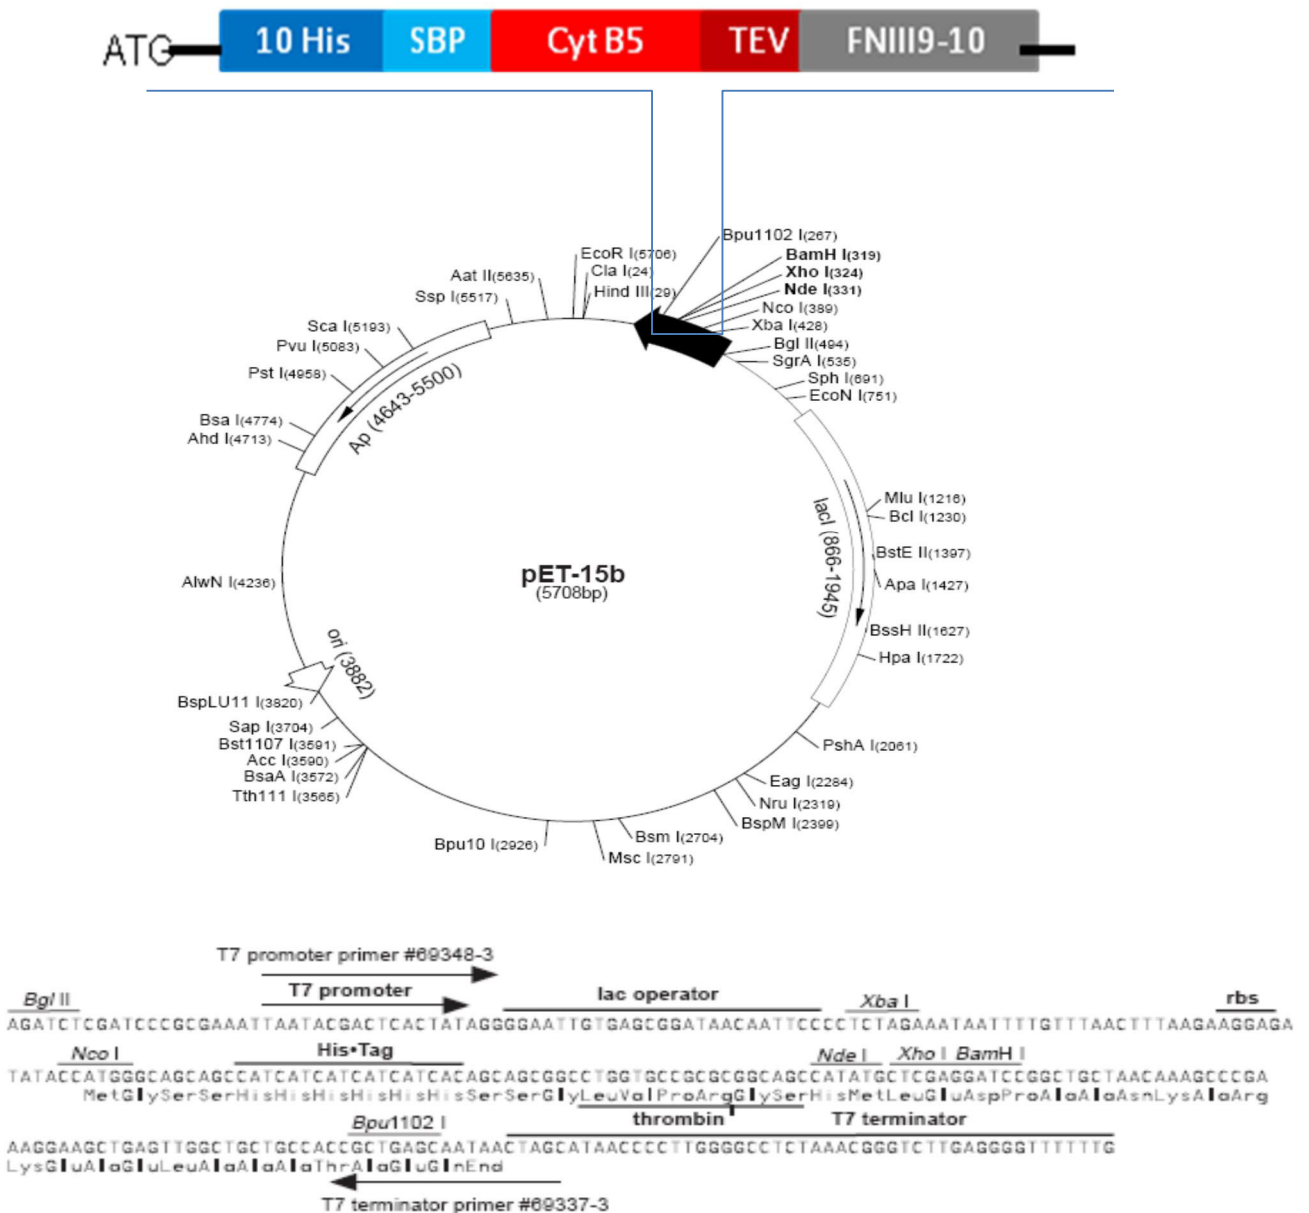 ATG 10 His SBP Cyt B5 TEV FNIII9-10
Bpu1102 I(267)
EcoR I(5706)
BamH I(319)
Cla I(24)
Xho I(324)
Aat II(5635)
Hind III(29)
Nde I(331)
Ssp I(5517)
Nco I(389)
Sca I(5193)
Xba I(428)
Pvu I(5083)
Bgl II(494)
SgrA I(535)
Pst I(4958)
Sph I(691)
EcoN I(751)
Bsa I(4774)
Ahd I(4713)
Ap (4643-5500)
Mlu I(1216)
Bcl I(1230)
lacI (866-1945)
BstE II(1397)
AlwN I(4236)
pET-15b
(5708bp)
Apa I(1427)
BssH II(1627)
ori (3882)
Hpa I(1722)
BspLU11 I(3820)
Sap I(3704)
Bst1107 I(3591)
Acc I(3590)
BsaA I(3572)
Tth111 I(3565)
PshA I(2061)
Eag I(2284)
Nru I(2319)
BspM I(2399)
Bpu10 I(2926)
Bsm I(2704)
Msc I(2791)
T7 promoter primer #69348-3
Bgl II T7 promoter lac operator Xba I rbs
AGATCTCGATCCCGCGAAATTAATACGACTCACTATAGGGGAATTGTGAGCGGATAACAATTCCCCTCTAGAAATAATTTTGTTTAACTTTAAGAAGGAGA
Nco I His•Tag Nde I Xho I BamH I
TATACCATGGGCAGCAGCCATCATCATCATCATCACAGCAGCGGCCTGGTGCCGCGCGGCAGCCATATGCTCGAGGATCCGGCTGCTAACAAAGCCCGA
MetGlySerSerHisHisHisHisHisHisSerSerGlyLeuValProArgGlySerHisMetLeuGluAspProAlaAlaAsnLysAlaArg
Bpu1102 I thrombin T7 terminator
AAGGAAGCTGAGTTGGCTGCTGCCACCGCTGAGCAATAACTAGCATAACCCCTTGGGGCCTCTAAACGGGTCTTGAGGGGTTTTTTG
LysGluAlaGluLeuAlaAlaAlaThrAlaGluGlnEnd
T7 terminator primer #69337-3